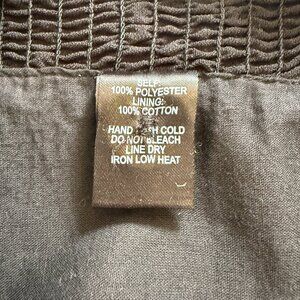 SELF:
100% POLYESTER
LINING:
100% COTTON
HAND WASH COLD
DO NOT BLEACH
LINE DRY
IRON LOW HEAT